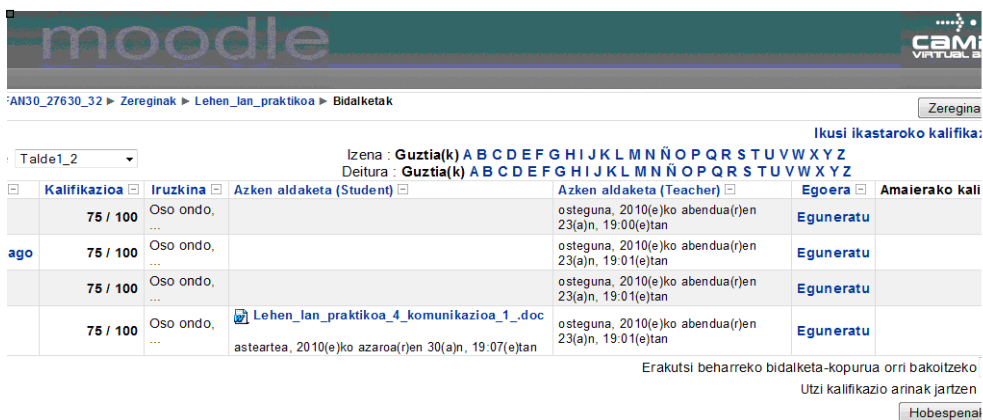 moodle
VIRTUAL
FAN30_27630_32 ► Zereginak ► Lehen_lan_praktikoa ► Bidalketak
Zeregina
Ikusi ikastaroko kalifika
Talde1_2
Izena : Guztia(k) A B C D E F G H I J K L M N Ñ O P Q R S T U V W X Y Z
Deitura : Guztia(k) A B C D E F G H I J K L M N Ñ O P Q R S T U V W X Y Z
Kalifikazioa Iruzkina Azken aldaketa (Student) Azken aldaketa (Teacher) Egoera Amaierako kali
75 / 100 Oso ondo, ... osteguna, 2010(e)ko abendua(r)en 23(a)n, 19:00(e)tan Eguneratu
ago 75 / 100 Oso ondo, ... osteguna, 2010(e)ko abendua(r)en 23(a)n, 19:01(e)tan Eguneratu
75 / 100 Oso ondo, ... osteguna, 2010(e)ko abendua(r)en 23(a)n, 19:01(e)tan Eguneratu
75 / 100 Oso ondo, ... Lehen_lan_praktikoa_4_komunikazioa_1_.doc asteartea, 2010(e)ko azaroa(r)en 30(a)n, 19:07(e)tan osteguna, 2010(e)ko abendua(r)en 23(a)n, 19:01(e)tan Eguneratu
Erakutsi beharreko bidalketa-kopurua orri bakoitzeko
Utzi kalifikazio arinak jartzen
Hobespenak